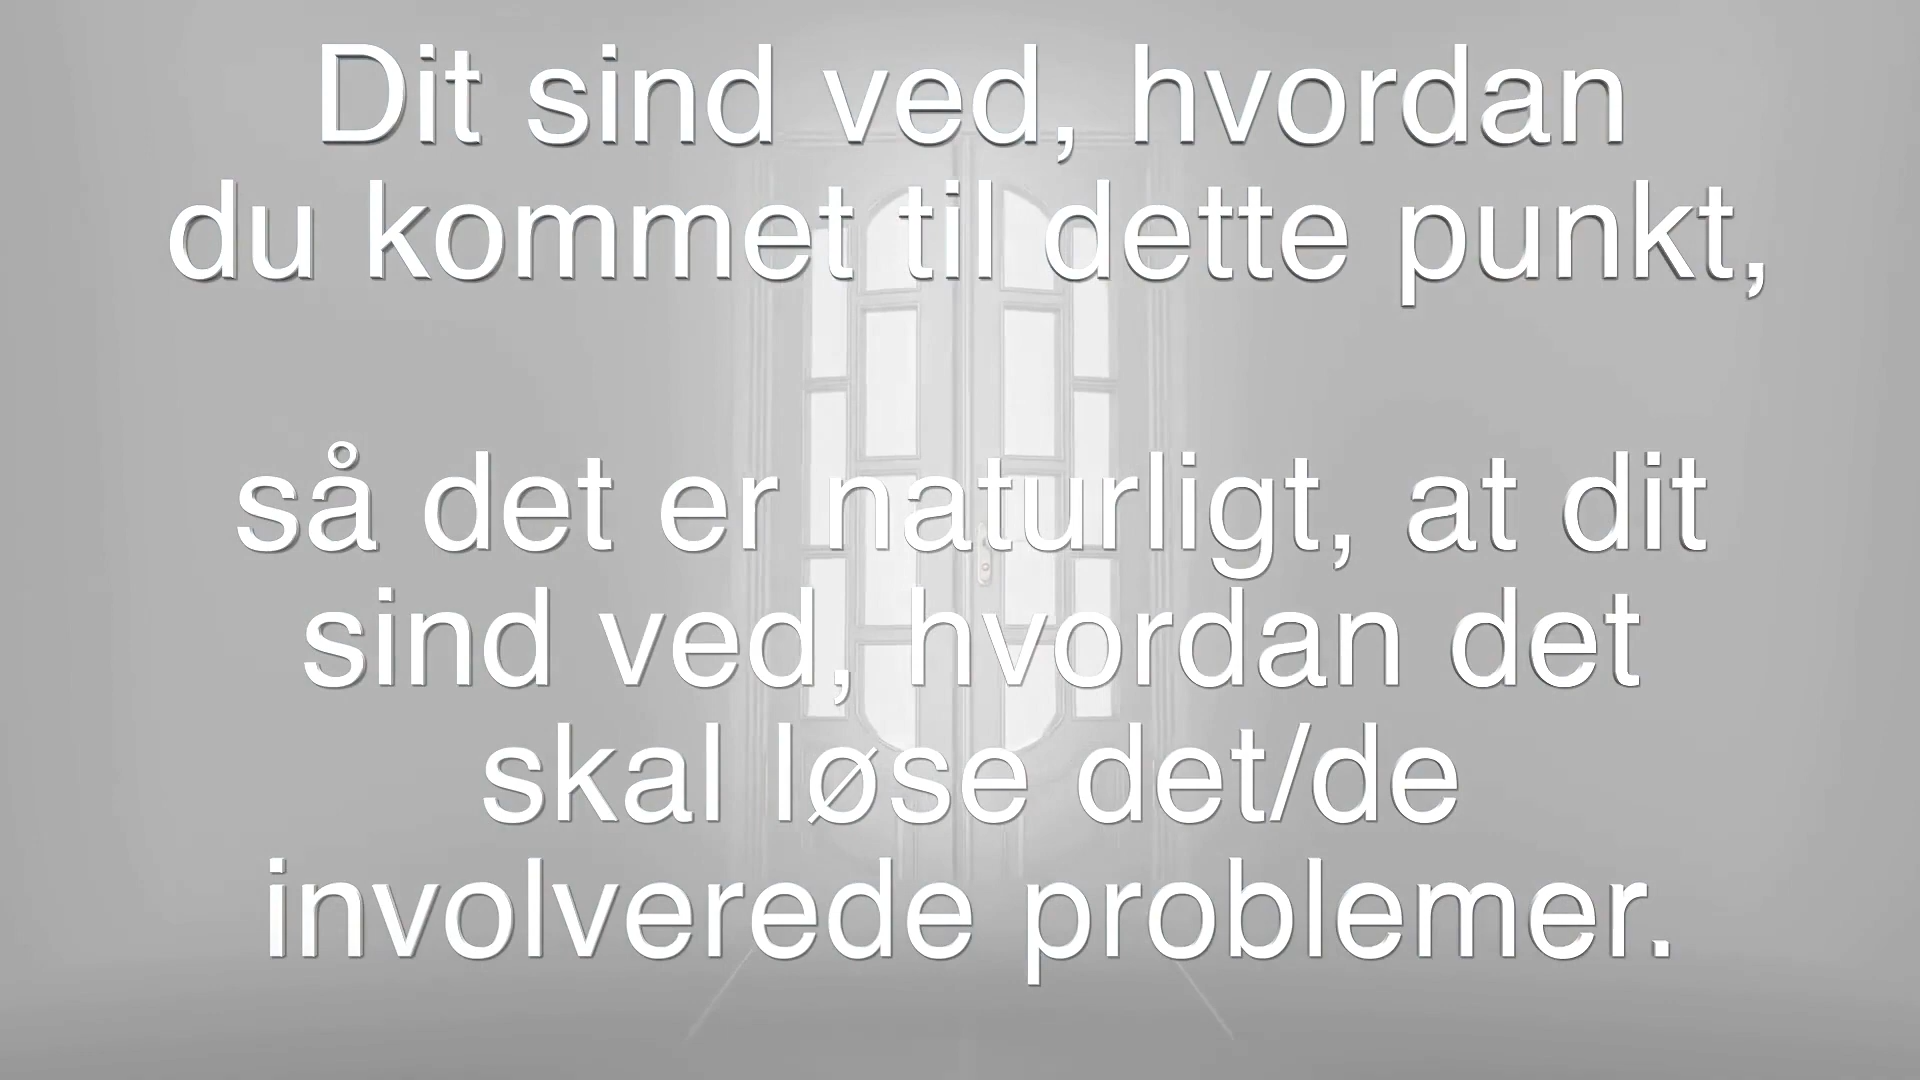 Dit sind ved, hvordan
du kommet til dette punkt,
så det er naturligt, at dit
sind ved, hvordan det
skal løse det/de
involverede problemer.